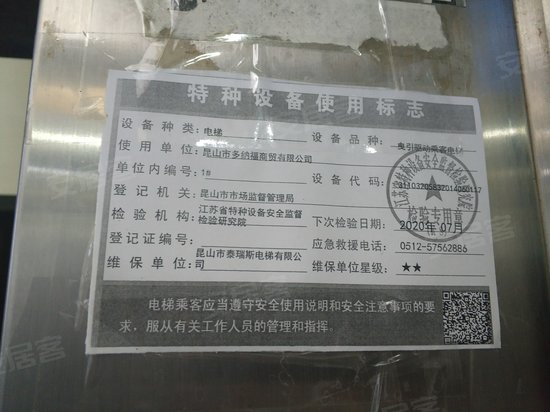 特种设备使用标志
设备种类：电梯 设备品种：曳引驱动乘客电梯
使用单位：昆山市多纳福商贸有限公司
单位内编号：1# 设备代码：
登记机关：昆山市市场监督管理局
检验机构：江苏省特种设备安全监督检验研究院 下次检验日期：2020年07月
登记证编号： 应急救援电话：0512-57562886
维保单位：昆山市泰瑞斯电梯有限公司 维保单位星级：★★
检验专用章
电梯乘客应当遵守安全使用说明和安全注意事项的要
求，服从有关工作人员的管理和指挥。
安居客